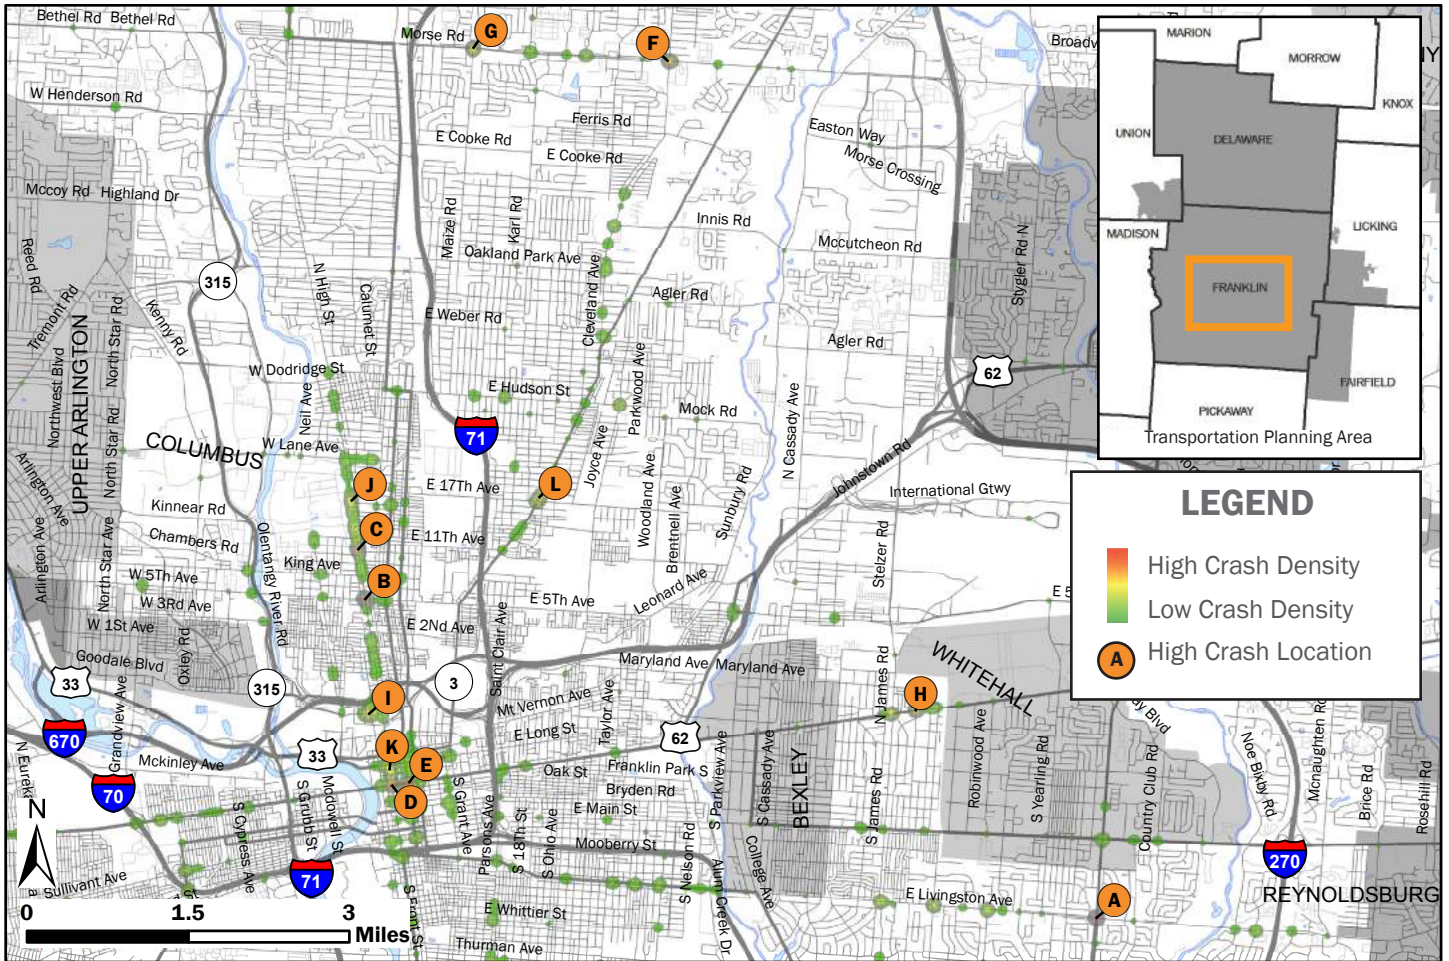 Bethel Rd
Bethel Rd
Morse Rd
G
F
Broadv
W Henderson Rd
Ferris Rd
E Cooke Rd
E Cooke Rd
Easton Way
Morse Crossing
Mccoy Rd
Highland Dr
Reed Rd
Tremont Rd
North Star Rd
Kenny Rd
315
N High St
Calumet St
Maize Rd
Karl Rd
Oakland Park Ave
Innis Rd
Mccutcheon Rd
Stygler Rd N
Cleveland Ave
E Weber Rd
Agler Rd
Agler Rd
62
Northwest Blvd
UPPER ARLINGTON
North Star Rd
W Dodridge St
Neil Ave
E Hudson St
Parkwood Ave
Mock Rd
N Cassady Ave
COLUMBUS
W Lane Ave
71
Joyce Ave
Johnstown Rd
Arlington Ave
J
E 17Th Ave
L
Woodland Ave
Brentnell Ave
Sunbury Rd
International Gtwy
Kinnear Rd
C
E 11Th Ave
Chambers Rd
Olentangy River Rd
King Ave
B
Stelzer Rd
Arlington Ave
North Star Ave
W 5Th Ave
W 3Rd Ave
W 1St Ave
E 5Th Ave
Leonard Ave
E 5
E 2Nd Ave
Saint Clair Ave
Goodale Blvd
Oxley Rd
Maryland Ave
Maryland Ave
WHITEHALL
33
315
3
I
Mt Vernon Ave
N James Rd
H
Grandview Ave
670
K
E Long St
Taylor Ave
62
ay Blvd
33
Mckinley Ave
E
Oak St
Franklin Park S
S Parkview Ave
S Cassady Ave
BEXLEY
Robinwood Ave
S Yearling Rd
Country Club Rd
Noe Bixby Rd
Mcnaughten Rd
Brice Rd
Rosehill Rd
N Eureka
70
D
Bryden Rd
E Main St
S James Rd
S Cypress Ave
S Grubb St
Mcdowell St
S Grant Ave
Parsons Ave
S 18Th St
S Ohio Ave
Mooberry St
S Nelson Rd
College Ave
270
Sullivant Ave
71
S Front St
E Whittier St
Alum Creek Dr
E Livingston Ave
A
REYNOLDSBURG
Thurman Ave
N
0
1.5
3
Miles
MARION
MORROW
NY
KNOX
UNION
DELAWARE
LICKING
MADISON
FRANKLIN
FAIRFIELD
PICKAWAY
Transportation Planning Area
LEGEND
High Crash Density
Low Crash Density
A
High Crash Location